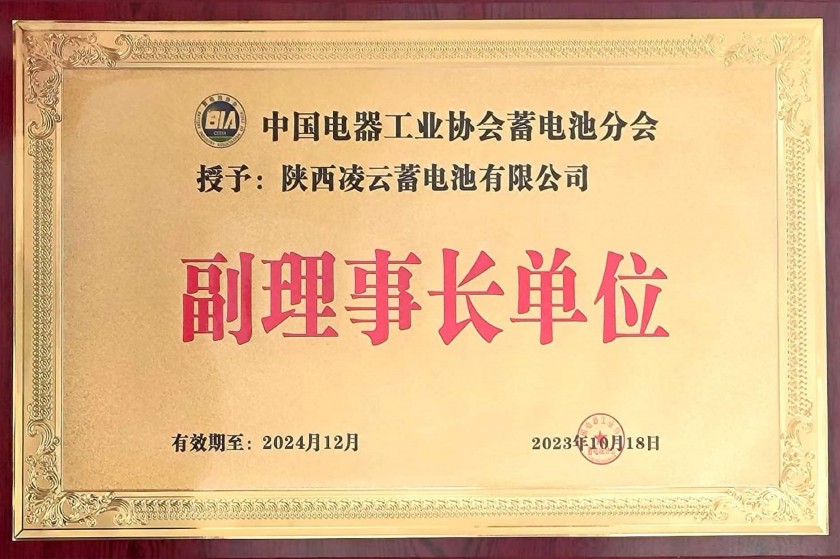 BIA
中国电器工业协会蓄电池分会
授予：陕西凌云蓄电池有限公司
副理事长单位
有效期至：2024月12月
2023年10月18日